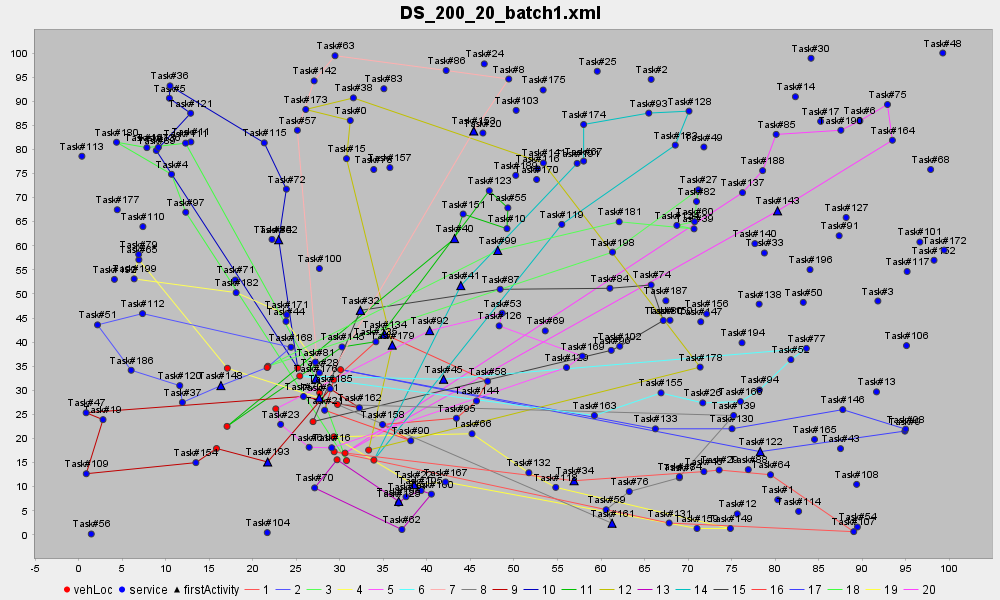 DS_200_20_batch1.xml
100
95
90
85
80
75
70
65
60
55
50
45
40
35
30
25
20
15
10
5
0
Task#48
Task#63
Task#30
Task#24
Task#86
Task#8
Task#25
Task#2
Task#142
Task#36
Task#83
Task#175
Task#5
Task#38
Task#14
Task#75
Task#121
Task#173
Task#103
Task#93
Task#128
Task#17
Task#6
Task#0
Task#57
Task#174
Task#153
Task#20
Task#85
Task#164
Task#180
Task#115
Task#49
Task#113
Task#15
Task#157
Task#188
Task#68
Task#4
Task#170
Task#72
Task#123
Task#27
Task#137
Task#82
Task#177
Task#97
Task#55
Task#151
Task#143
Task#110
Task#10
Task#119
Task#181
Task#60
Task#39
Task#127
Task#91
Task#40
Task#99
Task#198
Task#140
Task#33
Task#101
Task#172
Task#79
Task#65
Task#100
Task#196
Task#117
Task#199
Task#71
Task#182
Task#41
Task#87
Task#84
Task#74
Task#187
Task#138
Task#50
Task#3
Task#32
Task#112
Task#171
Task#44
Task#53
Task#126
Task#156
Task#147
Task#51
Task#134
Task#92
Task#69
Task#168
Task#145
Task#179
Task#102
Task#194
Task#77
Task#106
Task#169
Task#81
Task#28
Task#178
Task#186
Task#176
Task#45
Task#58
Task#94
Task#120
Task#148
Task#185
Task#155
Task#13
Task#37
Task#144
Task#26
Task#47
Task#19
Task#162
Task#163
Task#139
Task#146
Task#23
Task#158
Task#95
Task#133
Task#130
Task#66
Task#90
Task#165
Task#43
Task#16
Task#122
Task#154
Task#193
Task#109
Task#132
Task#34
Task#88
Task#64
Task#70
Task#167
Task#76
Task#108
Task#1
Task#59
Task#114
Task#12
Task#62
Task#161
Task#131
Task#149
Task#54
Task#107
Task#56
Task#104
-5 0 5 10 15 20 25 30 35 40 45 50 55 60 65 70 75 80 85 90 95 100 105
vehLoc service firstActivity 1 2 3 4 5 6 7 8 9 10 11 12 13 14 15 16 17 18 19 20